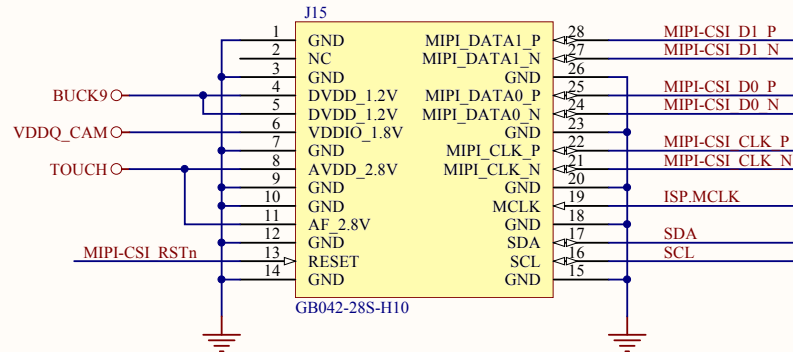 J15
1 GND MIPI_DATA1_P 28 MIPI-CSI_D1_P
2 NC MIPI_DATA1_N 27 MIPI-CSI_D1_N
3 GND GND 26
BUCK9 4 DVDD_1.2V MIPI_DATA0_P 25 MIPI-CSI_D0_P
5 DVDD_1.2V MIPI_DATA0_N 24 MIPI-CSI_D0_N
VDDQ_CAM 6 VDDIO_1.8V GND 23
7 GND MIPI_CLK_P 22 MIPI-CSI_CLK_P
TOUCH 8 AVDD_2.8V MIPI_CLK_N 21 MIPI-CSI_CLK_N
9 GND GND 20
10 GND MCLK 19 ISP.MCLK
11 AF_2.8V GND 18
12 GND SDA 17 SDA
MIPI-CSI_RSTn 13 RESET SCL 16 SCL
14 GND GND 15
GB042-28S-H10